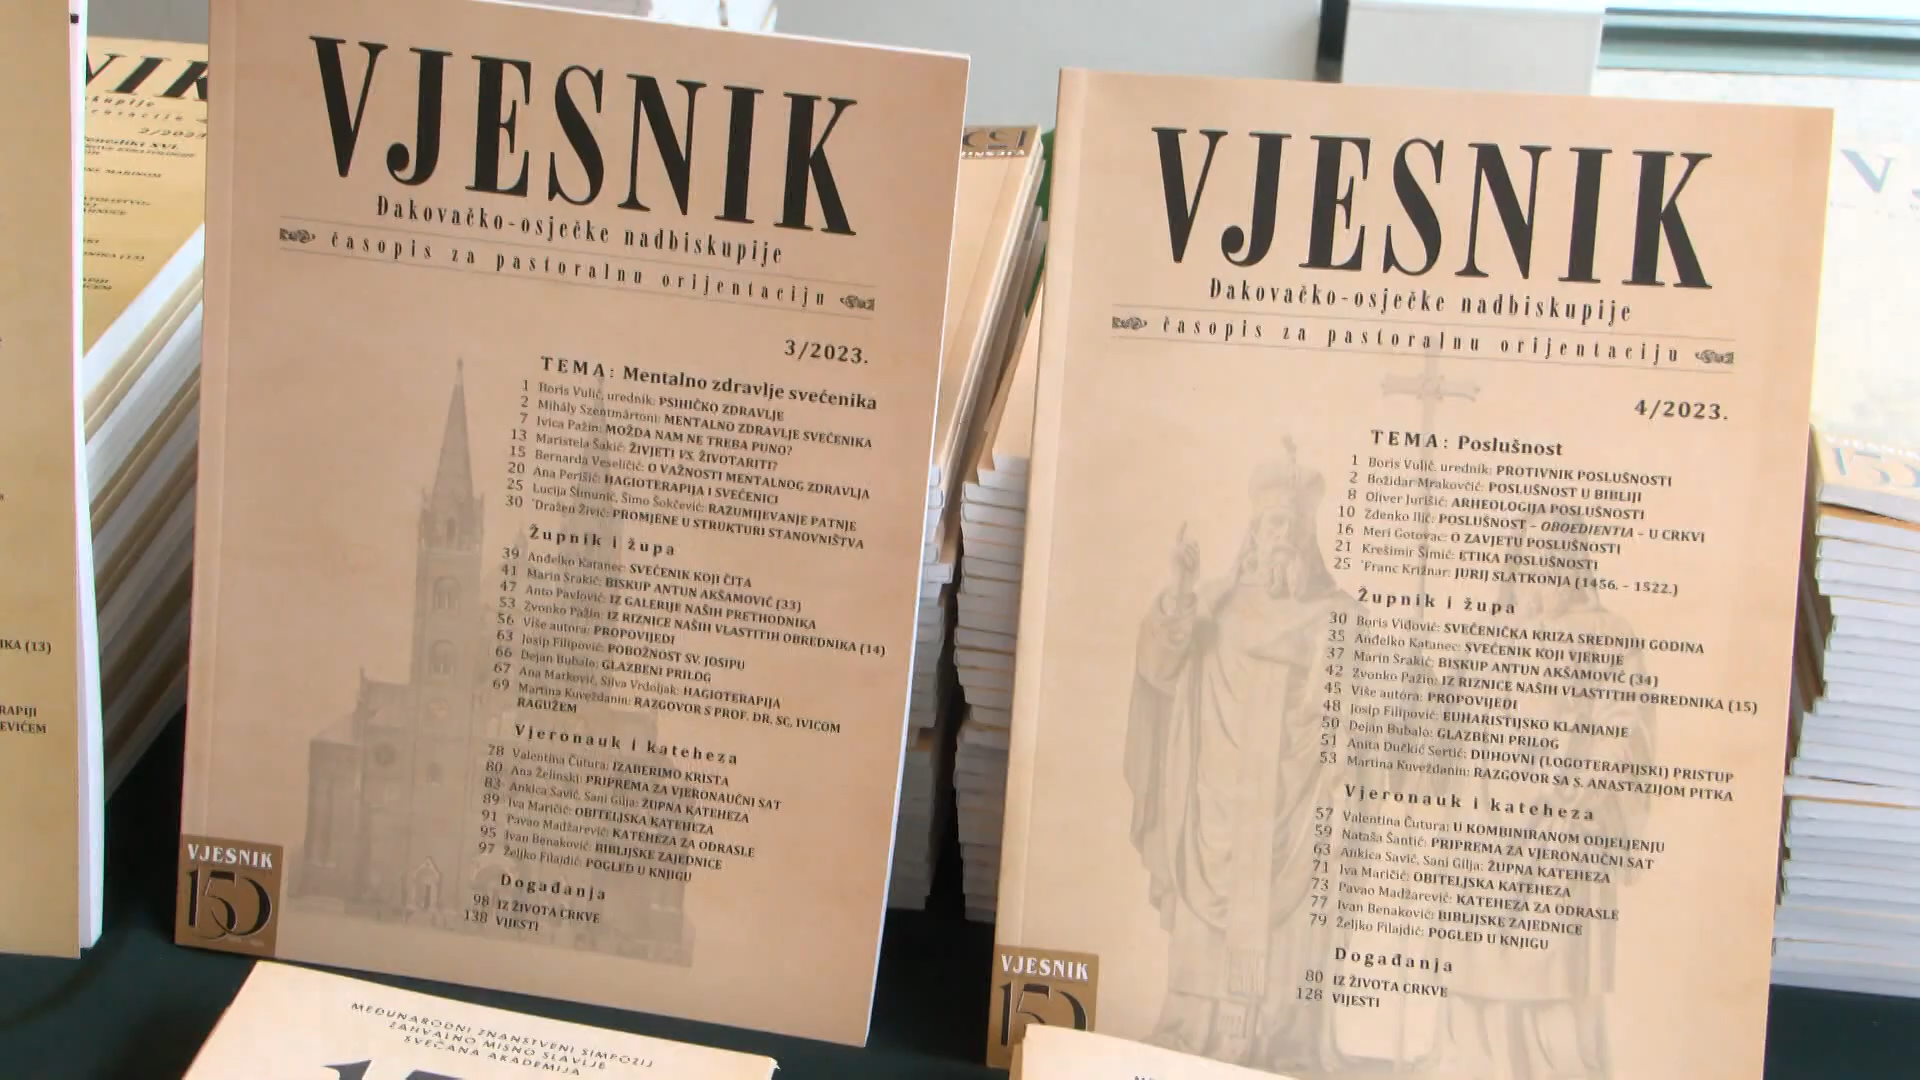 NIK
kupije
2/2023
IKA (13)
RAPIJI
EVIĆEM
VJESNIK
Đakovačko-osječke nadbiskupije
časopis za pastoralnu orijentaciju
3/2023.
TEMA: Mentalno zdravlje svećenika
1 Boris Vulić, urednik: PSIHIČKO ZDRAVLJE
2 Mihály Szentmártoni: MENTALNO ZDRAVLJE SVEĆENIKA
7 Ivica Pažin: MOŽDA NAM NE TREBA PUNO?
13 Maristela Šakić: ŽIVJETI VS. ŽIVOTARITI?
15 Bernarda Veseličić: O VAŽNOSTI MENTALNOG ZDRAVLJA
20 Ana Perišić: HAGIOTERAPIJA I SVEĆENICI
25 Lucija Šimunić, Šimo Šokčević: RAZUMIJEVANJE PATNJE
30 *Dražen Živić: PROMJENE U STRUKTURI STANOVNIŠTVA
Župnik i župa
39 Anđelko Katanec: SVEĆENIK KOJI ČITA
41 Marin Srakić: BISKUP ANTUN AKŠAMOVIĆ (33)
47 Anto Pavlović: IZ GALERIJE NAŠIH PRETHODNIKA
53 Zvonko Pažin: IZ RIZNICE NAŠIH VLASTITIH OBREDNIKA (14)
56 Više autora: PROPOVIJEDI
63 Josip Filipović: POBOŽNOST SV. JOSIPU
66 Dejan Bubalo: GLAZBENI PRILOG
67 Ana Matković, Silva Vrdoljak: HAGIOTERAPIJA
69 Martina Kuveždanin: RAZGOVOR S PROF. DR. SC. IVICOM
RAGUŽEM
Vjeronauk i kateheza
78 Valentina Čutura: IZABERIMO KRISTA
80 Ana Želinski: PRIPREMA ZA VJERONAUČNI SAT
83 Ankica Savić, Sani Gilja: ŽUPNA KATEHEZA
89 Iva Maričić: OBITELJSKA KATEHEZA
91 Pavao Madžarević: KATEHEZA ZA ODRASLE
95 Ivan Benaković: BIBLIJSKE ZAJEDNICE
97 Željko Filajdić: POGLED U KNJIGU
Događanja
98 IZ ŽIVOTA CRKVE
138 VIJESTI
VJESNIK
150
MEĐUNARODNI ZNANSTVENI SIMPOZIJ
ZAHVALNO MISNO SLAVLJE
SVEČANA AKADEMIJA
VJESNIK
Đakovačko-osječke nadbiskupije
časopis za pastoralnu orijentaciju
4/2023.
TEMA: Poslušnost
1 Boris Vulić, urednik: PROTIVNIK POSLUŠNOSTI
2 Božidar Mrakovčić: POSLUŠNOST U BIBLIJI
8 Oliver Jurišić: ARHEOLOGIJA POSLUŠNOSTI
10 Zdenko Ilić: POSLUŠNOST – OBOEDIENTIA – U CRKVI
16 Meri Gotovac: O ZAVJETU POSLUŠNOSTI
21 Krešimir Šimić: ETIKA POSLUŠNOSTI
25 *Franc Križnar: JURIJ SLATKONJA (1456. – 1522.)
Župnik i župa
30 Boris Vidović: SVEĆENIČKA KRIZA SREDNJIH GODINA
35 Anđelko Katanec: SVEĆENIK KOJI VJERUJE
37 Marin Srakić: BISKUP ANTUN AKŠAMOVIĆ (34)
42 Zvonko Pažin: IZ RIZNICE NAŠIH VLASTITIH OBREDNIKA (15)
45 Više autora: PROPOVIJEDI
48 Josip Filipović: EUHARISTIJSKO KLANJANJE
50 Dejan Bubalo: GLAZBENI PRILOG
51 Anita Dučkić Sertić: DUHOVNI (LOGOTERAPIJSKI) PRISTUP
53 Martina Kuveždanin: RAZGOVOR SA S. ANASTAZIJOM PITKA
Vjeronauk i kateheza
57 Valentina Čutura: U KOMBINIRANOM ODJELJENJU
59 Nataša Šantić: PRIPREMA ZA VJERONAUČNI SAT
63 Ankica Savić, Sani Gilja: ŽUPNA KATEHEZA
71 Iva Maričić: OBITELJSKA KATEHEZA
73 Pavao Madžarević: KATEHEZA ZA ODRASLE
77 Ivan Benaković: BIBLIJSKE ZAJEDNICE
79 Željko Filajdić: POGLED U KNJIGU
Događanja
80 IZ ŽIVOTA CRKVE
128 VIJESTI
VJESNIK
150